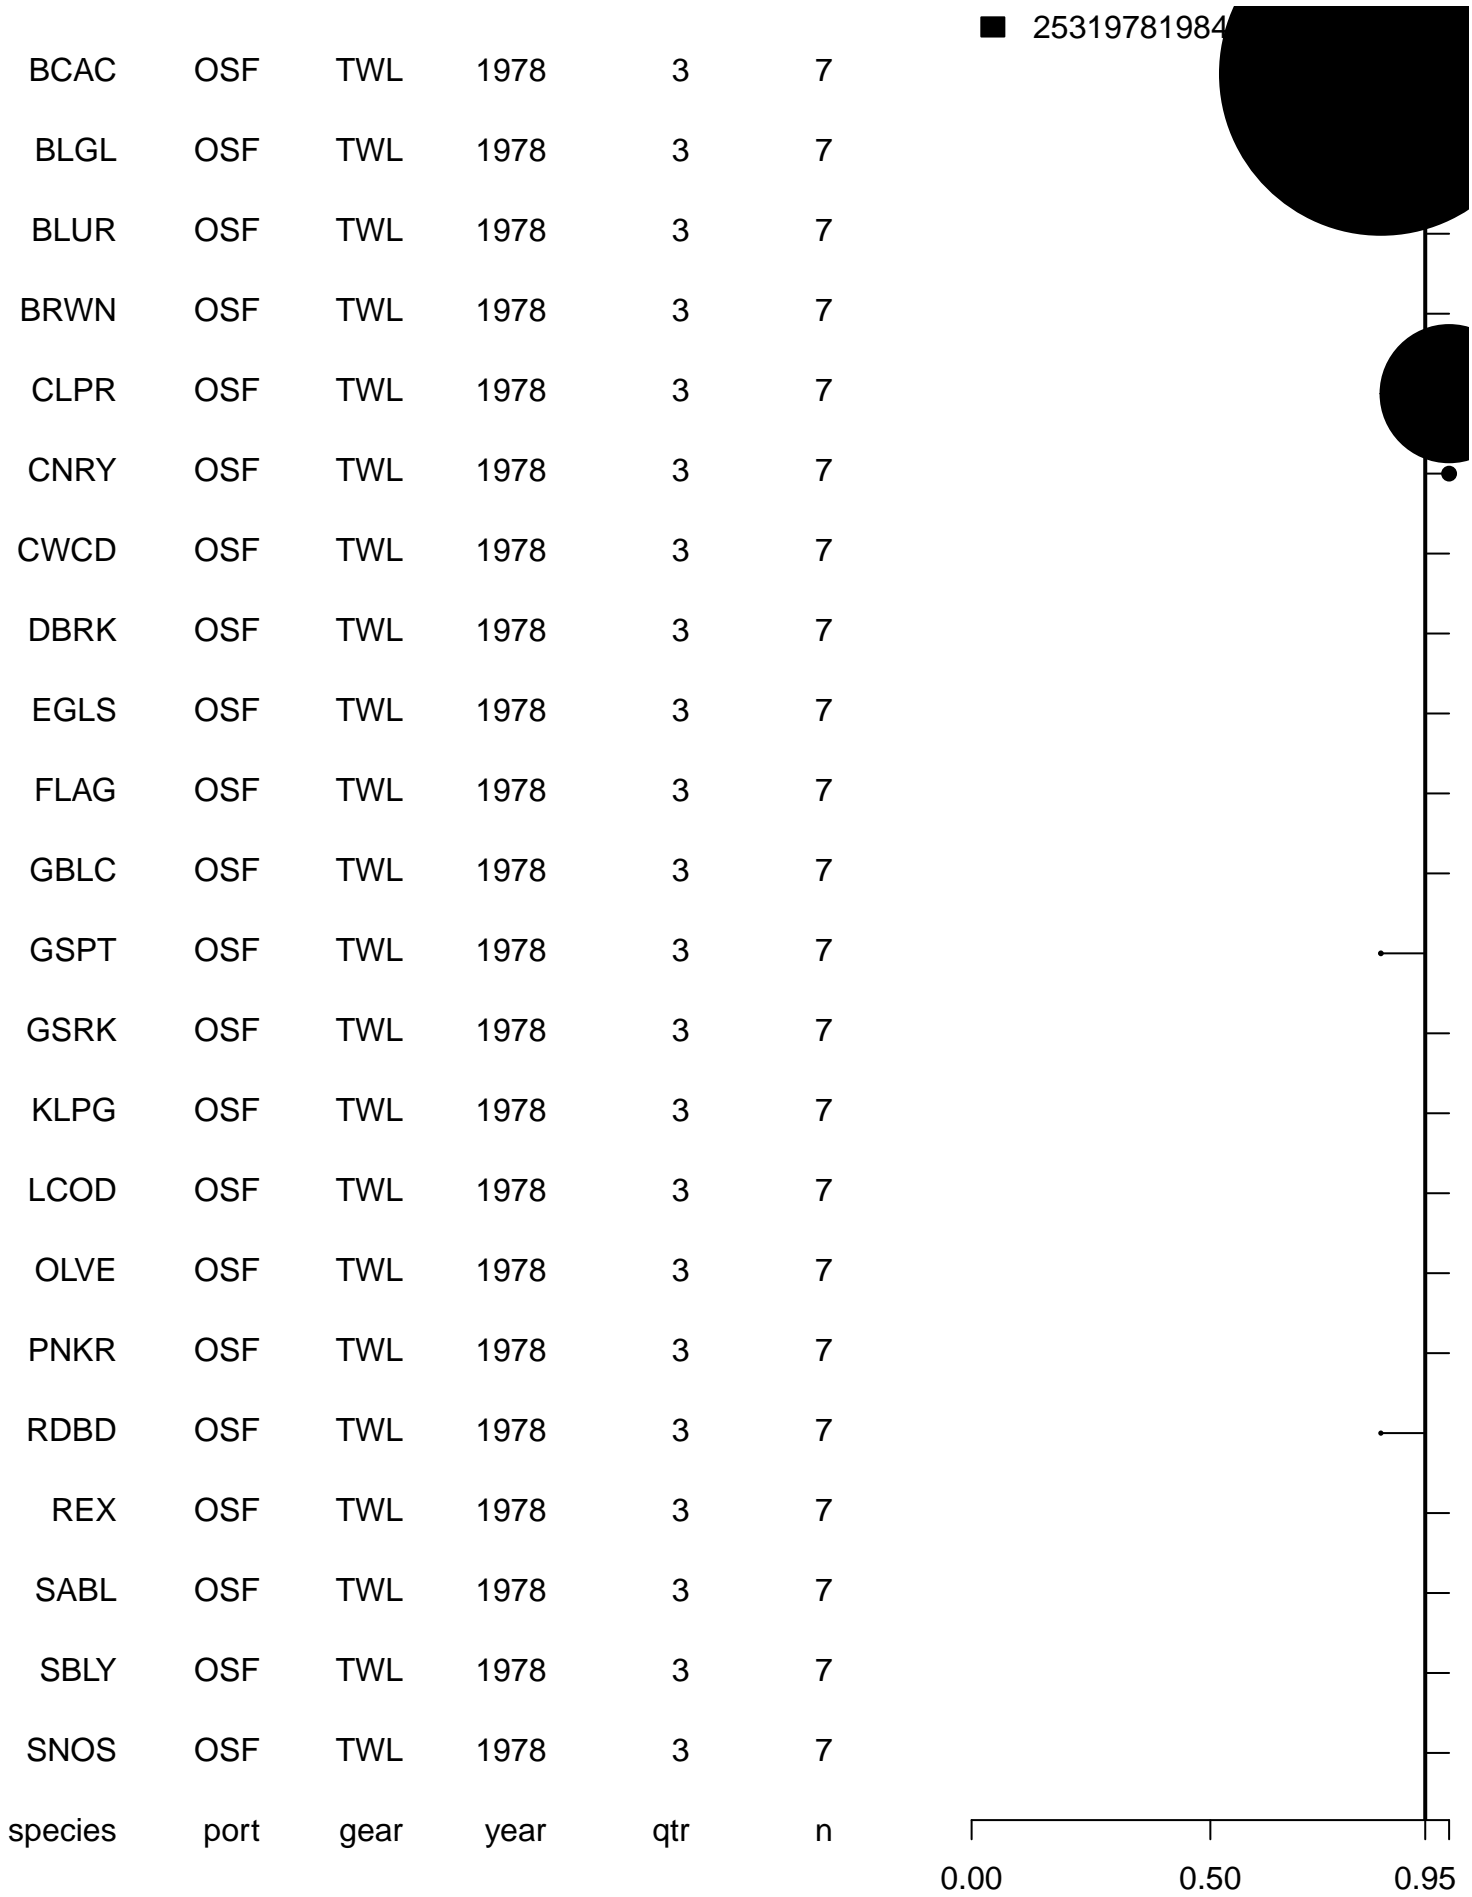 25319781984
BCAC OSF TWL 1978 3 7
BLGL OSF TWL 1978 3 7
BLUR OSF TWL 1978 3 7
BRWN OSF TWL 1978 3 7
CLPR OSF TWL 1978 3 7
CNRY OSF TWL 1978 3 7
CWCD OSF TWL 1978 3 7
DBRK OSF TWL 1978 3 7
EGLS OSF TWL 1978 3 7
FLAG OSF TWL 1978 3 7
GBLC OSF TWL 1978 3 7
GSPT OSF TWL 1978 3 7
GSRK OSF TWL 1978 3 7
KLPG OSF TWL 1978 3 7
LCOD OSF TWL 1978 3 7
OLVE OSF TWL 1978 3 7
PNKR OSF TWL 1978 3 7
RDBD OSF TWL 1978 3 7
REX OSF TWL 1978 3 7
SABL OSF TWL 1978 3 7
SBLY OSF TWL 1978 3 7
SNOS OSF TWL 1978 3 7
species port gear year qtr n
0.00 0.50 0.95